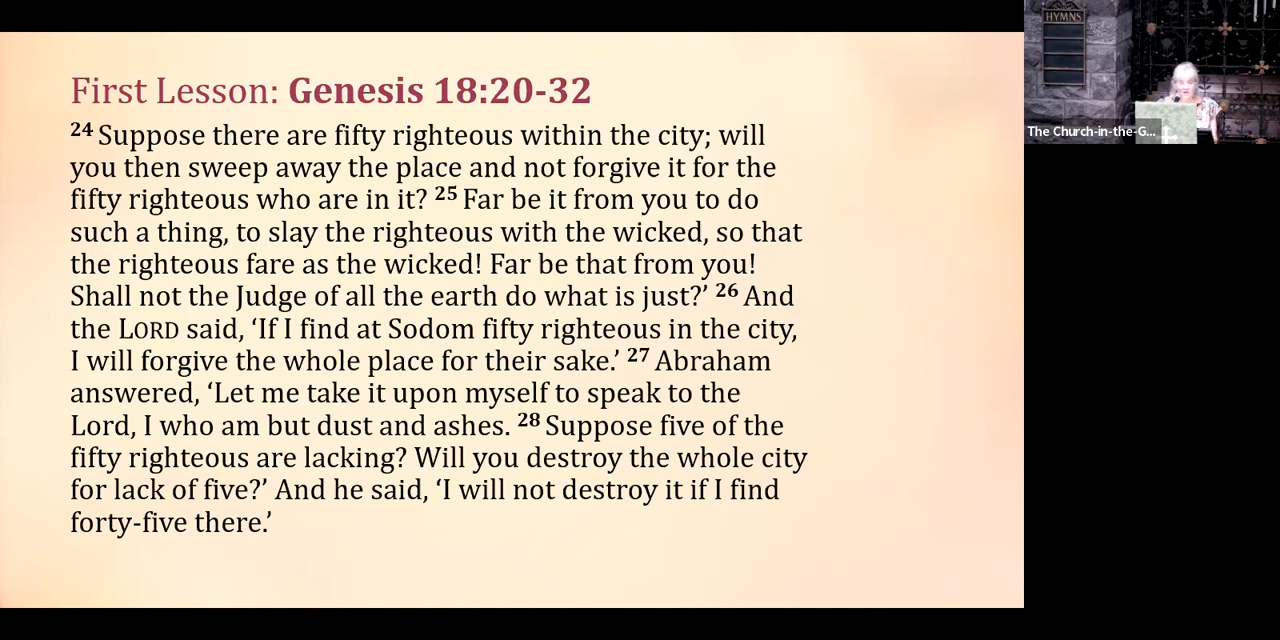 First Lesson: Genesis 18:20-32
24 Suppose there are fifty righteous within the city; will
you then sweep away the place and not forgive it for the
fifty righteous who are in it? 25 Far be it from you to do
such a thing, to slay the righteous with the wicked, so that
the righteous fare as the wicked! Far be that from you!
Shall not the Judge of all the earth do what is just?’ 26 And
the LORD said, ‘If I find at Sodom fifty righteous in the city,
I will forgive the whole place for their sake.’ 27 Abraham
answered, ‘Let me take it upon myself to speak to the
Lord, I who am but dust and ashes. 28 Suppose five of the
fifty righteous are lacking? Will you destroy the whole city
for lack of five?’ And he said, ‘I will not destroy it if I find
forty-five there.’
HYMNS
The Church-in-the-G...